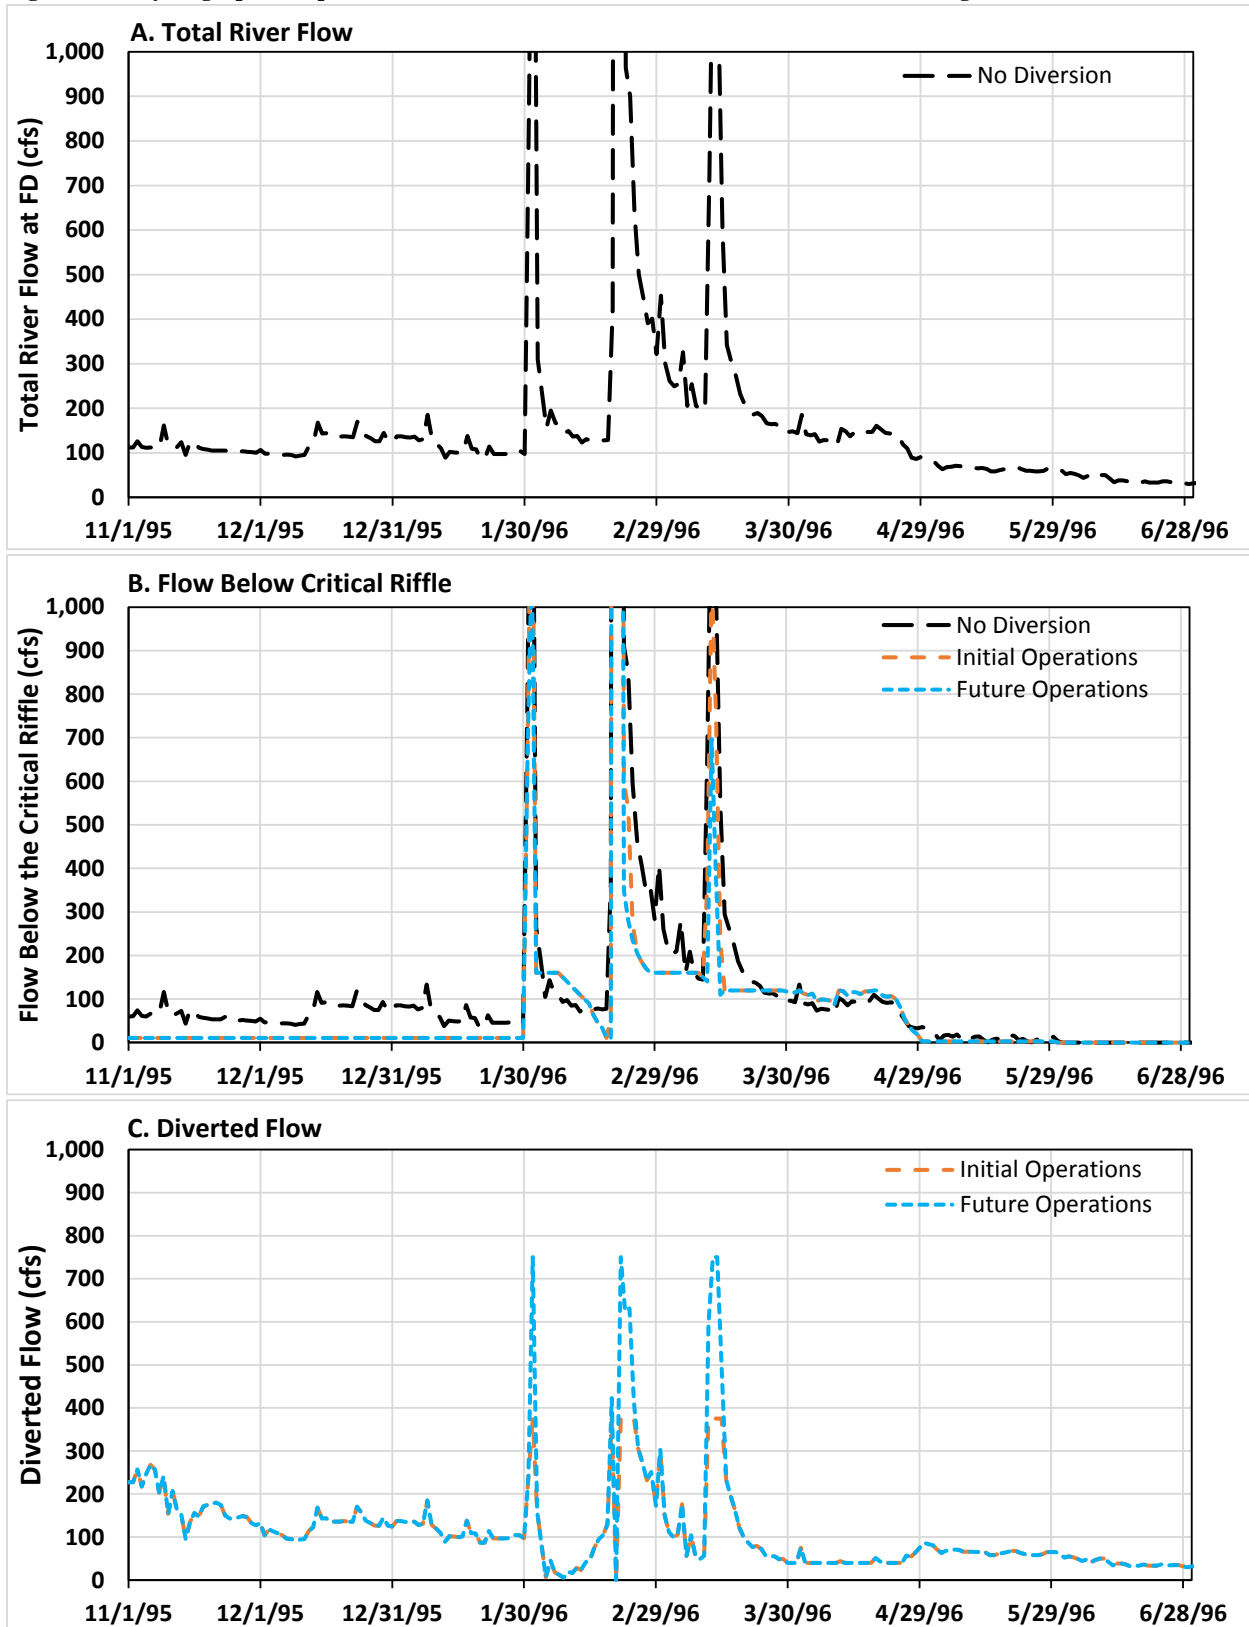 A. Total River Flow
1,000
900
800
700
600
500
400
300
200
100
0
Total River Flow at FD (cfs)
No Diversion
11/1/95 12/1/95 12/31/95 1/30/96 2/29/96 3/30/96 4/29/96 5/29/96 6/28/96
B. Flow Below Critical Riffle
1,000
900
800
700
600
500
400
300
200
100
0
Flow Below the Critical Riffle (cfs)
No Diversion
Initial Operations
Future Operations
11/1/95 12/1/95 12/31/95 1/30/96 2/29/96 3/30/96 4/29/96 5/29/96 6/28/96
C. Diverted Flow
1,000
900
800
700
600
500
400
300
200
100
0
Diverted Flow (cfs)
Initial Operations
Future Operations
11/1/95 12/1/95 12/31/95 1/30/96 2/29/96 3/30/96 4/29/96 5/29/96 6/28/96